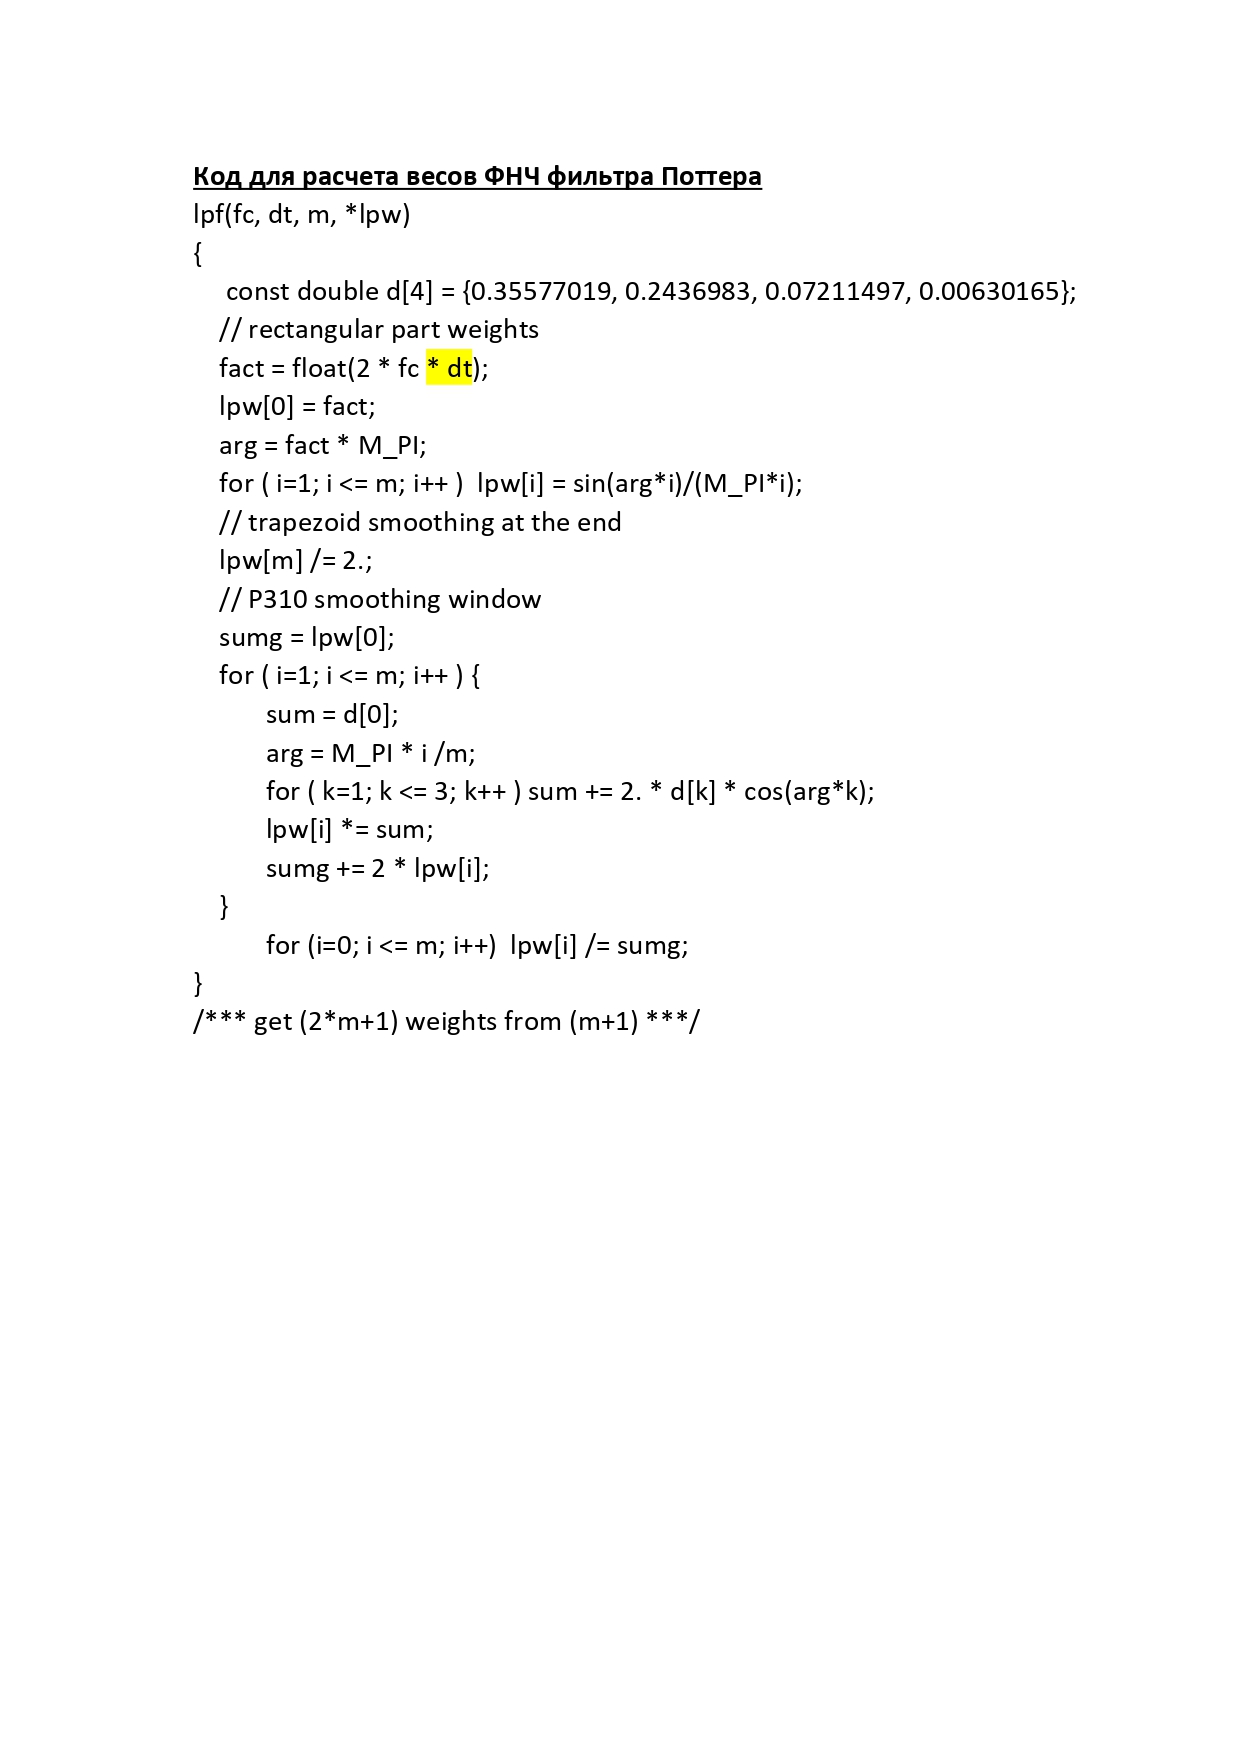 Код для расчета весов ФНЧ фильтра Поттера
lpf(fc, dt, m, *lpw)
{
const double d[4] = {0.35577019, 0.2436983, 0.07211497, 0.00630165};
// rectangular part weights
fact = float(2 * fc * dt);
lpw[0] = fact;
arg = fact * M_PI;
for ( i=1; i <= m; i++ )  lpw[i] = sin(arg*i)/(M_PI*i);
// trapezoid smoothing at the end
lpw[m] /= 2.;
// P310 smoothing window
sumg = lpw[0];
for ( i=1; i <= m; i++ ) {
sum = d[0];
arg = M_PI * i /m;
for ( k=1; k <= 3; k++ ) sum += 2. * d[k] * cos(arg*k);
lpw[i] *= sum;
sumg += 2 * lpw[i];
}
for (i=0; i <= m; i++)  lpw[i] /= sumg;
}
/*** get (2*m+1) weights from (m+1) ***/